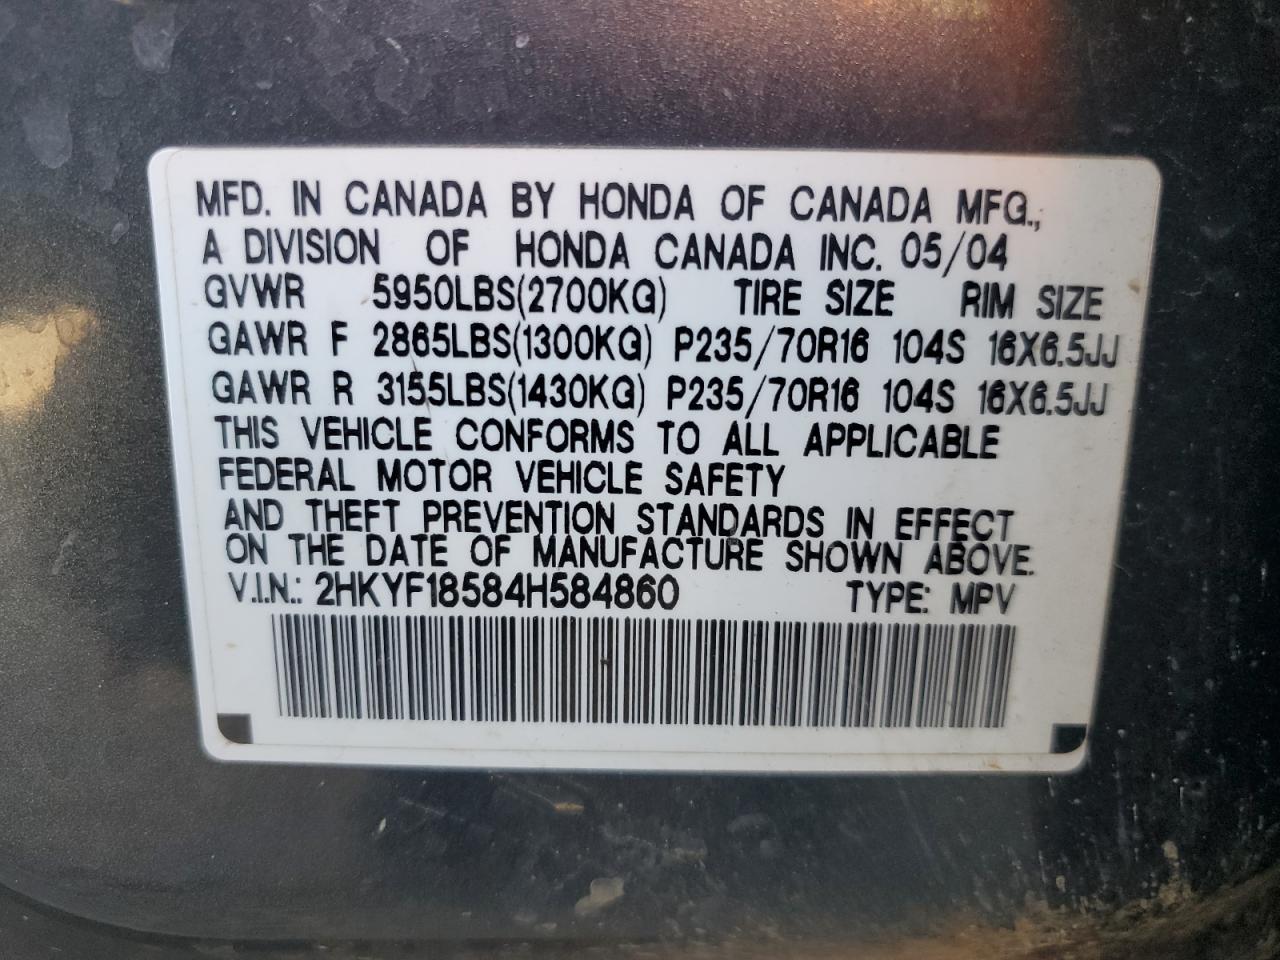 MFD. IN CANADA BY HONDA OF CANADA MFG.,
A DIVISION OF HONDA CANADA INC. 05/04
GVWR 5950LBS(2700KG) TIRE SIZE RIM SIZE
GAWR F 2865LBS(1300KG) P235/70R16 104S 16X6.5JJ
GAWR R 3155LBS(1430KG) P235/70R16 104S 16X6.5JJ
THIS VEHICLE CONFORMS TO ALL APPLICABLE
FEDERAL MOTOR VEHICLE SAFETY
AND THEFT PREVENTION STANDARDS IN EFFECT
ON THE DATE OF MANUFACTURE SHOWN ABOVE.
V.I.N.: 2HKYF18584H584860 TYPE: MPV